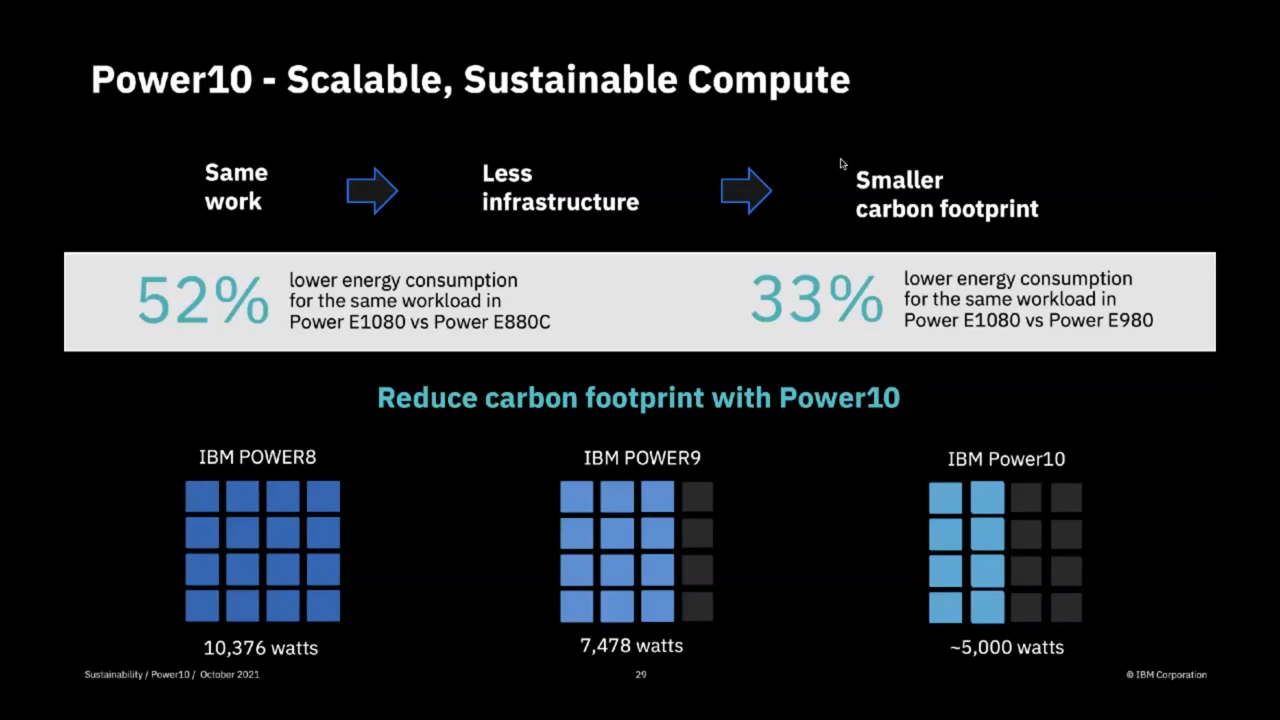 Power10 - Scalable, Sustainable Compute
Same
work
Less
infrastructure
Smaller
carbon footprint
52%
lower energy consumption
for the same workload in
Power E1080 vs Power E880C
33%
lower energy consumption
for the same workload in
Power E1080 vs Power E980
Reduce carbon footprint with Power10
IBM POWER8
IBM POWER9
IBM Power10
10,376 watts
7,478 watts
~5,000 watts
Sustainability / Power10 / October 2021
29
© IBM Corporation